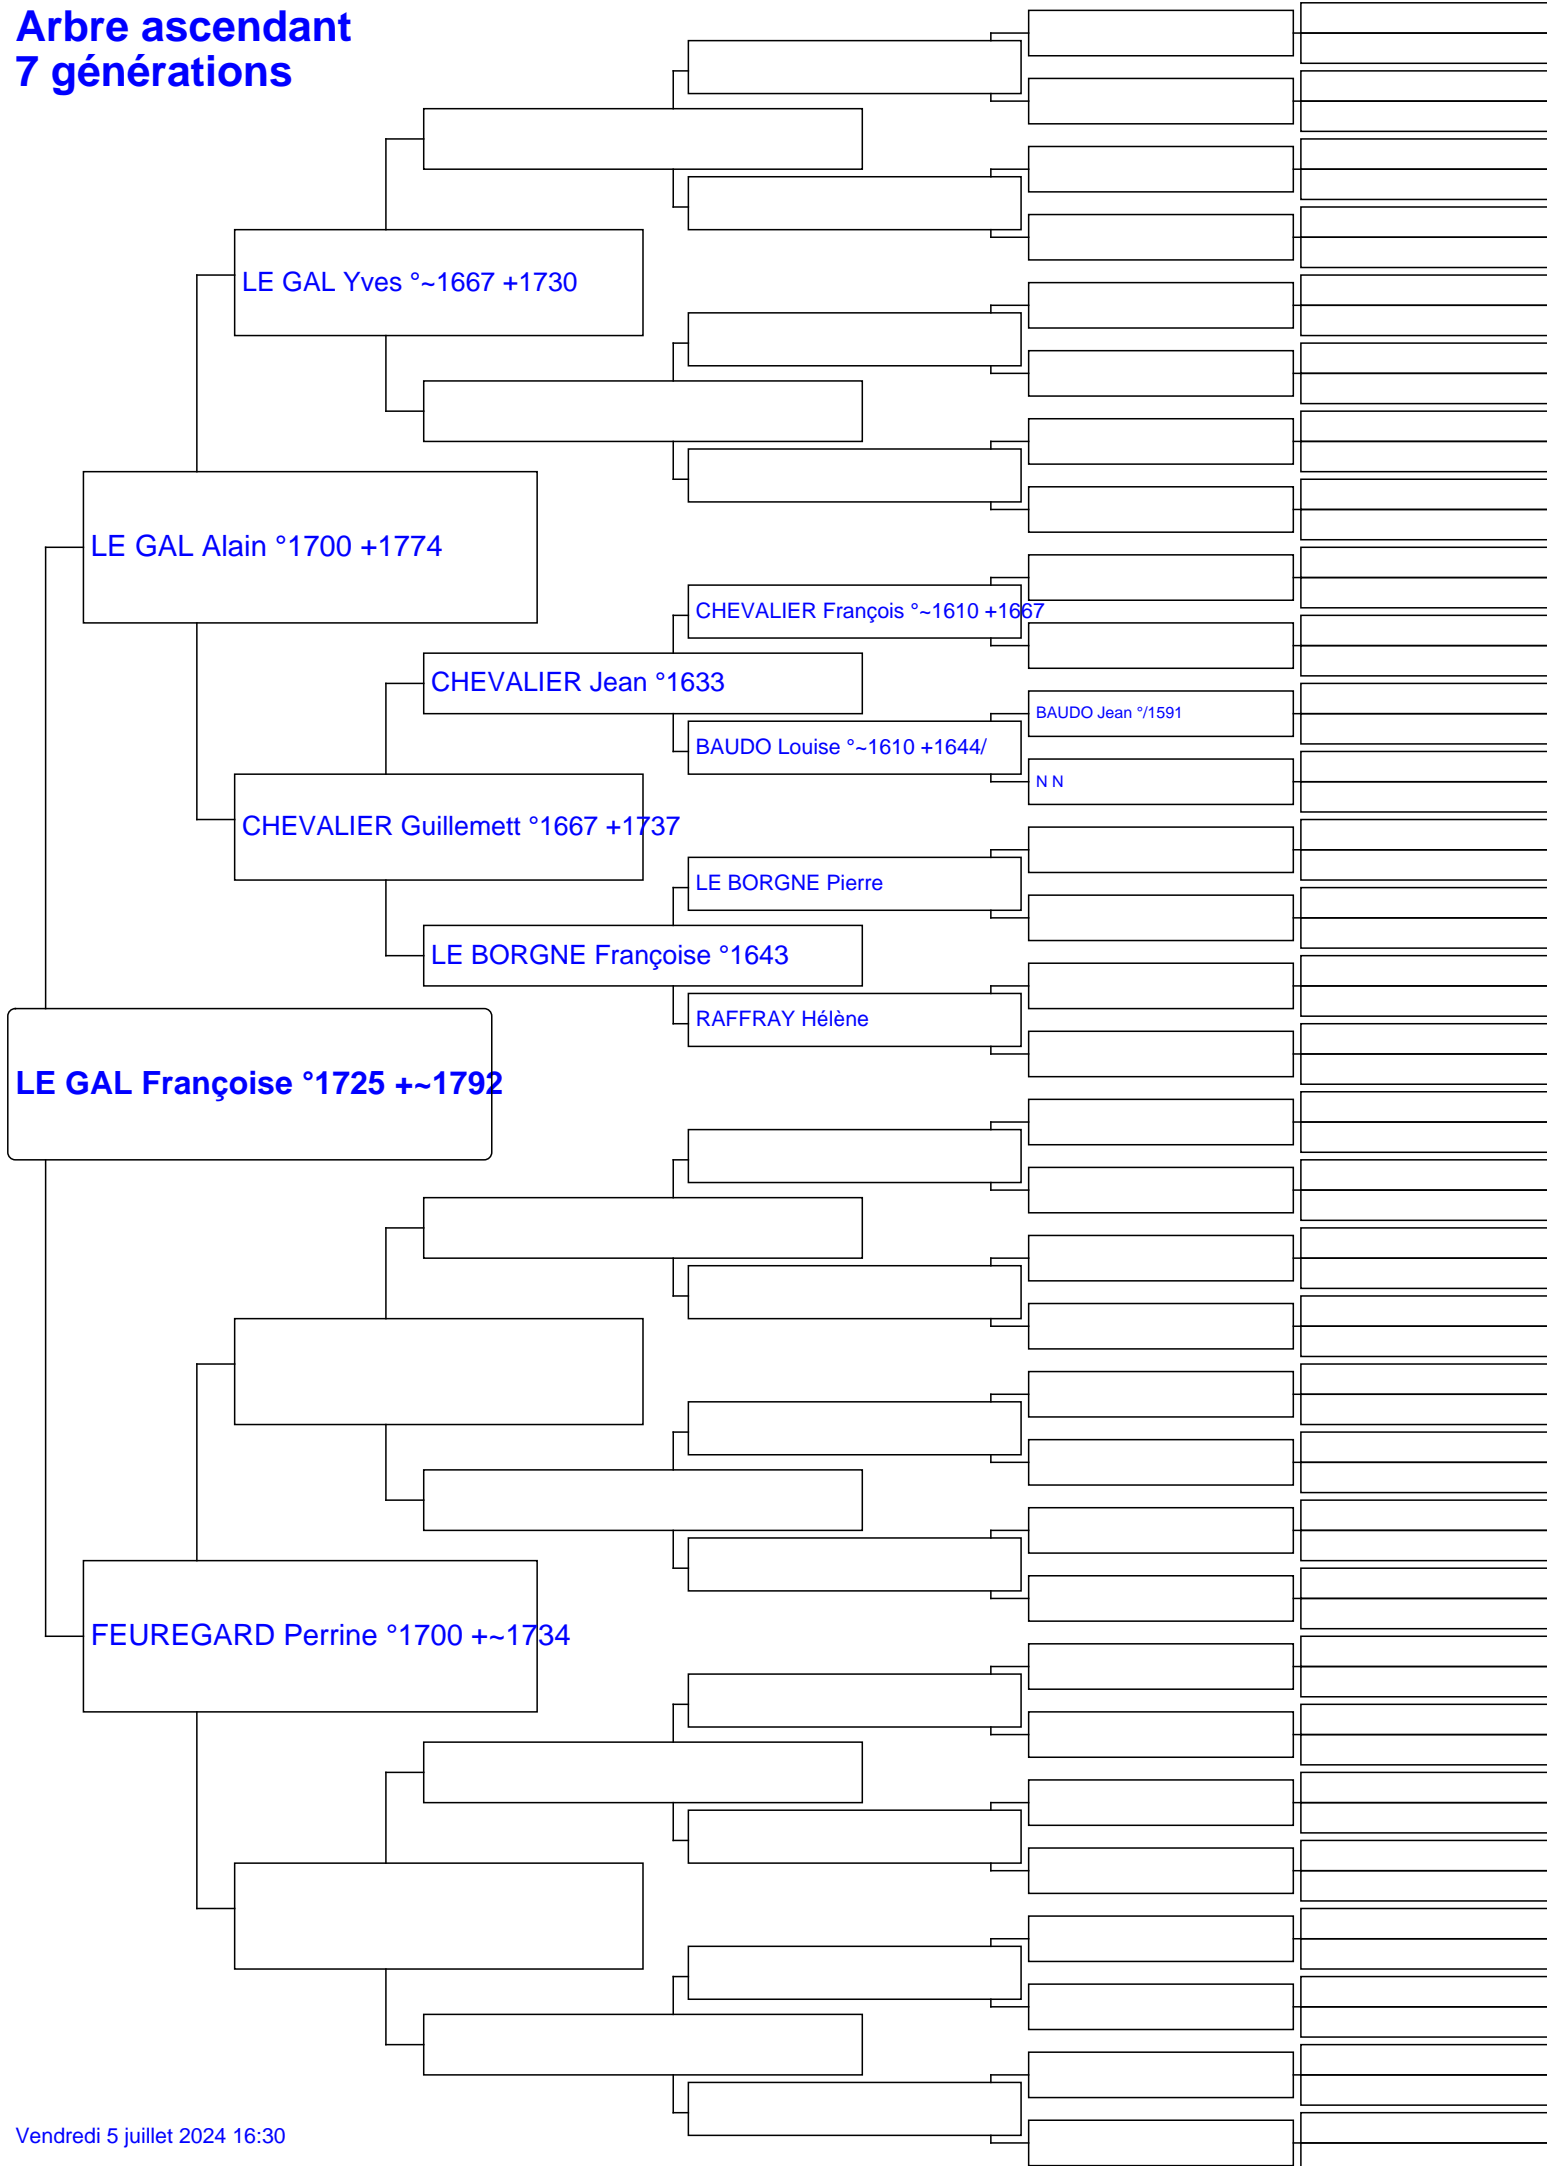 Arbre ascendant
7 générations
LE GAL Yves °~1667 +1730
LE GAL Alain °1700 +1774
CHEVALIER François °~1610 +1667
CHEVALIER Jean °1633
BAUDO Jean °/1591
BAUDO Louise °~1610 +1644/
N N
CHEVALIER Guillemett °1667 +1737
LE BORGNE Pierre
LE BORGNE Françoise °1643
RAFFRAY Hélène
LE GAL Françoise °1725 +~1792
FEUREGARD Perrine °1700 +~1734
Vendredi 5 juillet 2024 16:30